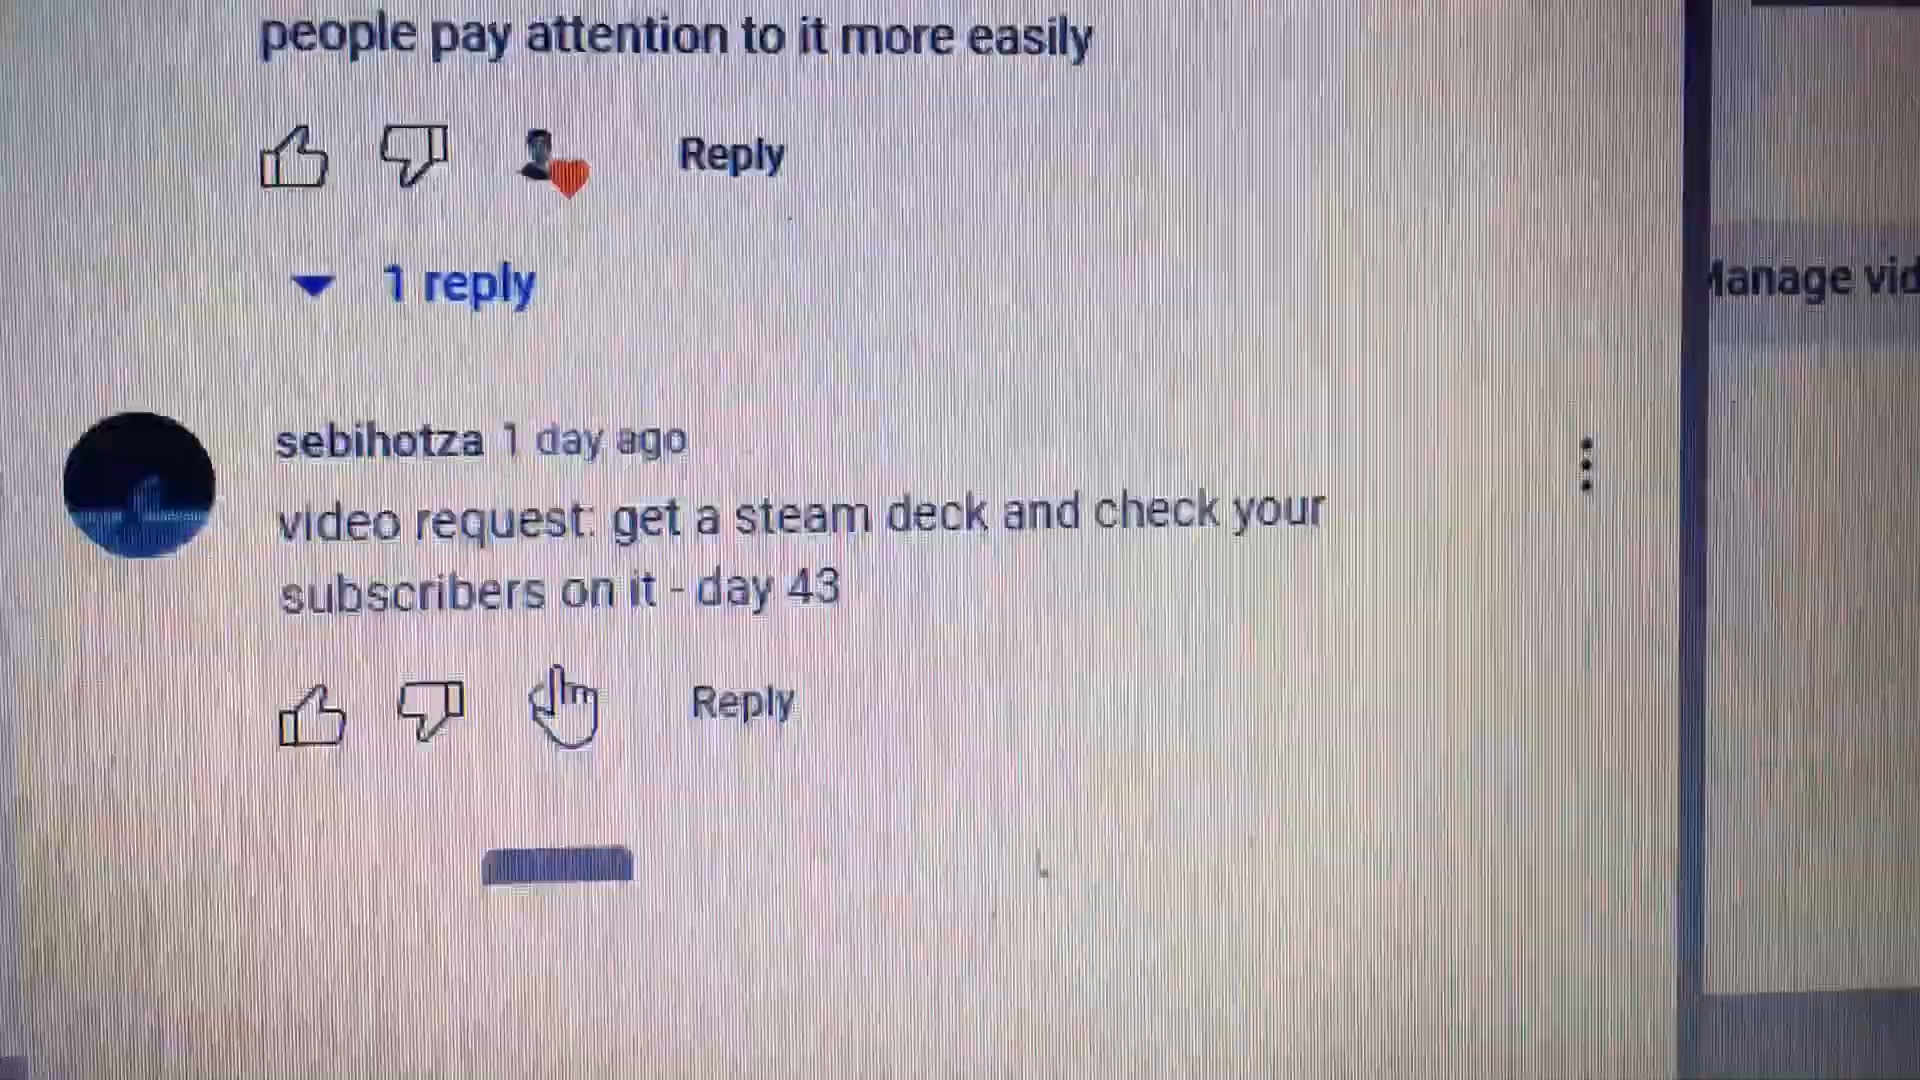 people pay attention to it more easily
Reply
1 reply
sebihotza 1 day ago
video request: get a steam deck and check your
subscribers on it - day 43
Reply
Manage vid